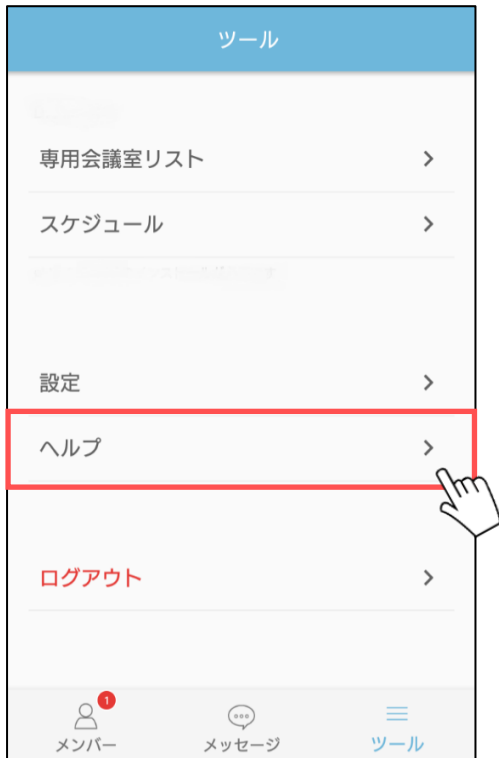 ツール
専用会議室リスト
スケジュール
設定
ヘルプ
ログアウト
1
メンバー
メッセージ
ツール